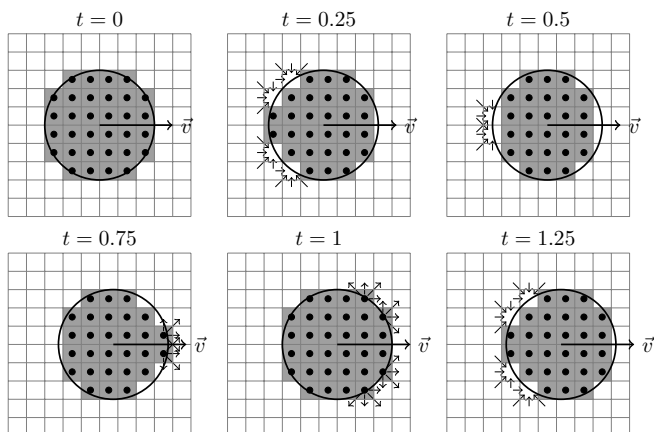 t = 0
t = 0.25
t = 0.5
v⃗
v⃗
v⃗
t = 0.75
t = 1
t = 1.25
v⃗
v⃗
v⃗